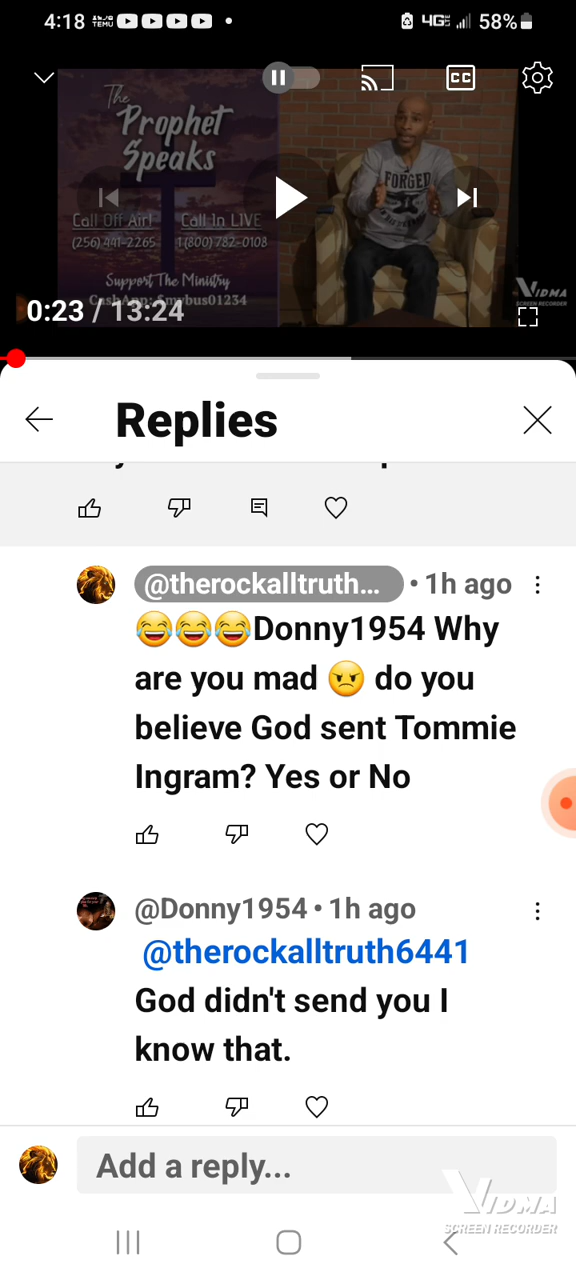 4:18
TEMU
4G
58%
The
Prophet
Speaks
Call Off Air! Call In LIVE
(256)441-2265 1(800)782-0108
Support The Ministry
FORGED
CC
VIDMA
SCREEN RECORDER
0:23 / 13:24
Replies
@therockalltruth... • 1h ago
😂😂😂Donny1954 Why
are you mad 😠 do you
believe God sent Tommie
Ingram? Yes or No
@Donny1954 • 1h ago
@therockalltruth6441
God didn't send you I
know that.
Add a reply...
VIDMA
SCREEN RECORDER